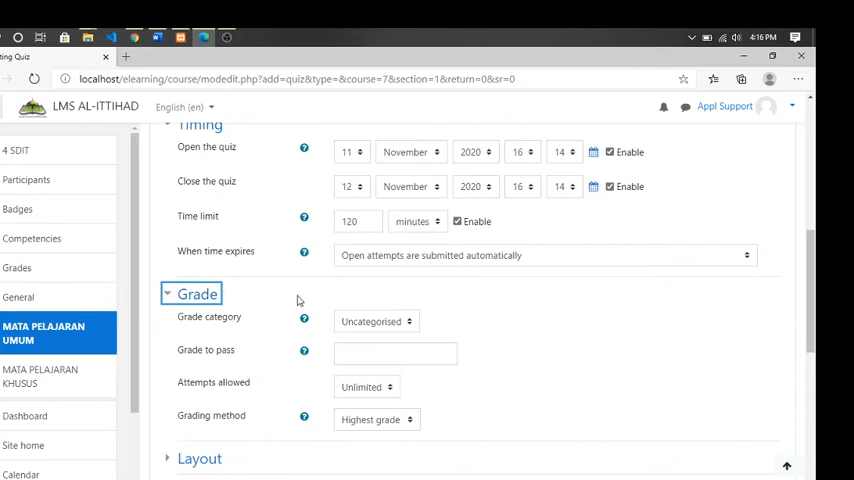 4:16 PM
ting Quiz
localhost/elearning/course/modedit.php?add=quiz&type=&course=7&section=1&return=0&sr=0
LMS AL-ITTIHAD English (en) Appl Support
4 SDIT
Participants
Badges
Competencies
Grades
General
MATA PELAJARAN
UMUM
MATA PELAJARAN
KHUSUS
Dashboard
Site home
Calendar
Timing
Open the quiz 11 November 2020 16 14 Enable
Close the quiz 12 November 2020 16 14 Enable
Time limit 120 minutes Enable
When time expires Open attempts are submitted automatically
Grade
Grade category Uncategorised
Grade to pass
Attempts allowed Unlimited
Grading method Highest grade
Layout